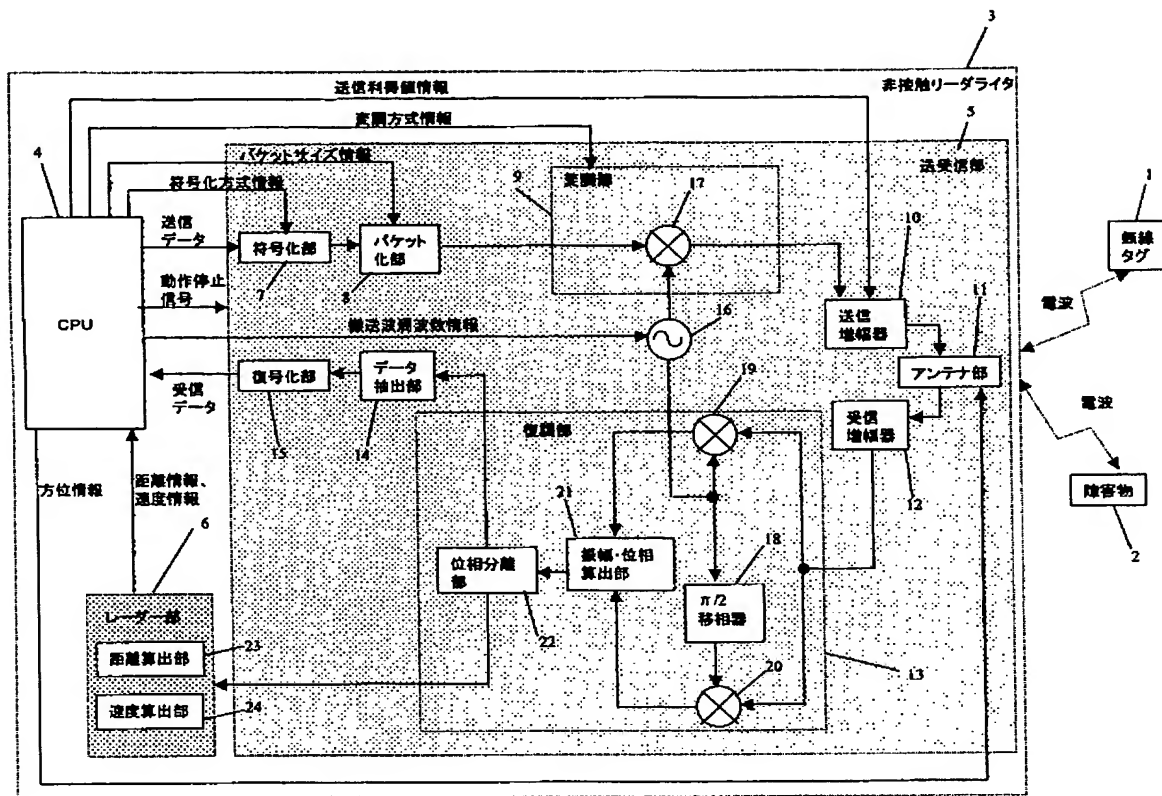 3
送信利得値情報
非接触リーダライタ
変調方式情報
5
4
パケットサイズ情報
送受信部
1
符号化方式情報
9
変調部
17
送信
データ
10
無線
タグ
符号化部
パケット
化部
動作停止
信号
7
8
11
電波
CPU
搬送波周波数情報
16
送信
増幅器
アンテナ部
復号化部
データ
抽出部
19
受信
データ
電波
復調部
受信
増幅器
15
14
方位情報
距離情報、
速度情報
21
12
障害物
6
18
2
位相分離
部
振幅・位相
算出部
π/2
移相器
レーダー部
22
距離算出部
23
13
20
速度算出部
24